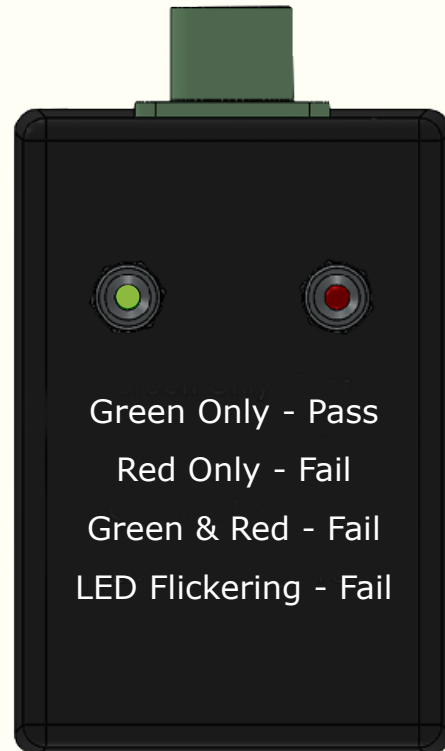 Green Only - Pass
Red Only - Fail
Green & Red - Fail
LED Flickering - Fail